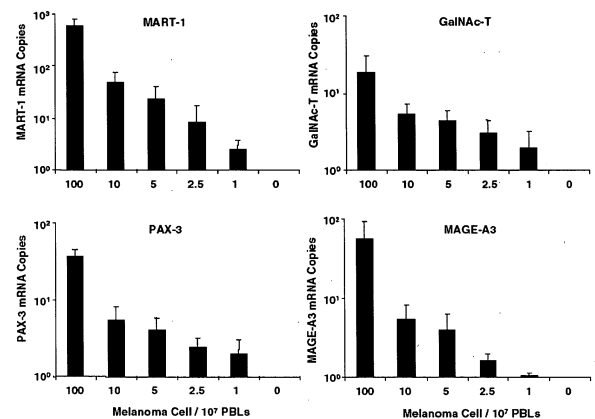 MART-1
MART-1 mRNA Copies
10³
10²
10¹
10⁰
100 10 5 2.5 1 0
GalNAc-T
GalNAc-T mRNA Copies
10²
10¹
10⁰
100 10 5 2.5 1 0
PAX-3
PAX-3 mRNA Copies
10²
10¹
10⁰
100 10 5 2.5 1 0
Melanoma Cell / 10⁷ PBLs
MAGE-A3
MAGE-A3 mRNA Copies
10²
10¹
10⁰
100 10 5 2.5 1 0
Melanoma Cell / 10⁷ PBLs